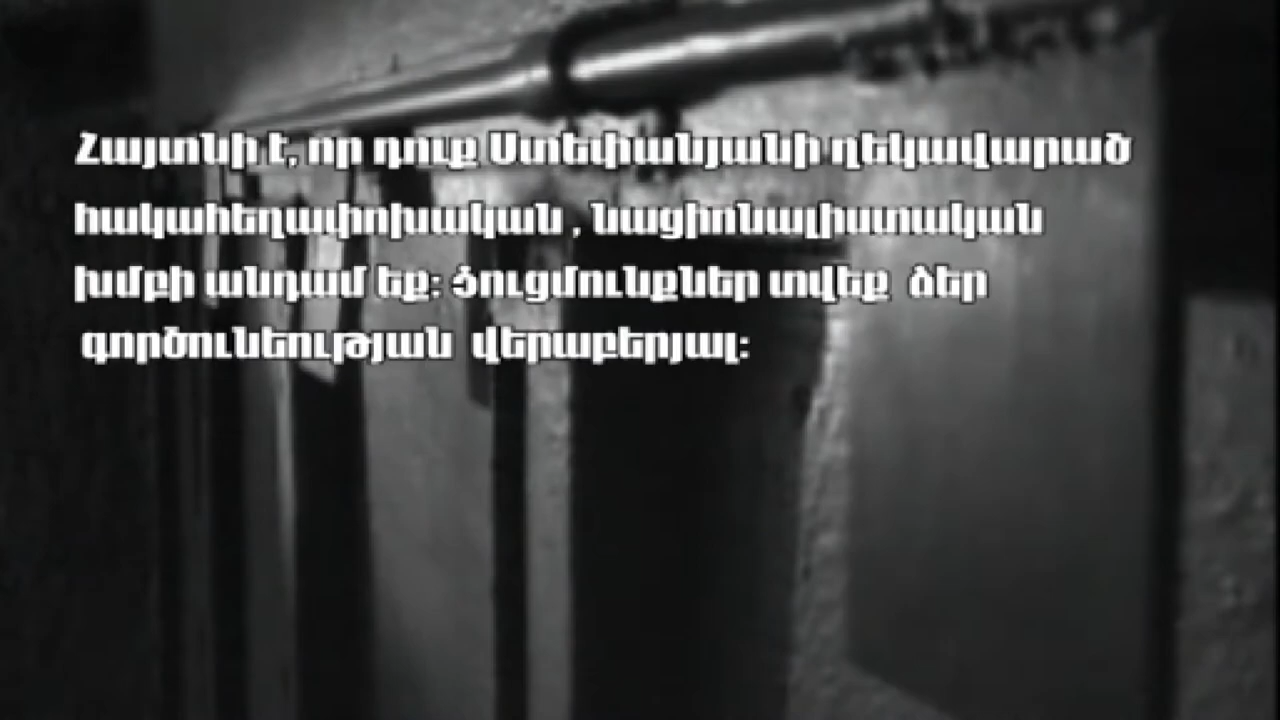 Հայտնի է, որ դուք Ստեփանյանի ղեկավարած
հակահեղափոխական , նացիոնալիստական
խմբի անդամ եք: Ցուցմունքներ տվեք ձեր
գործունեության վերաբերյալ: